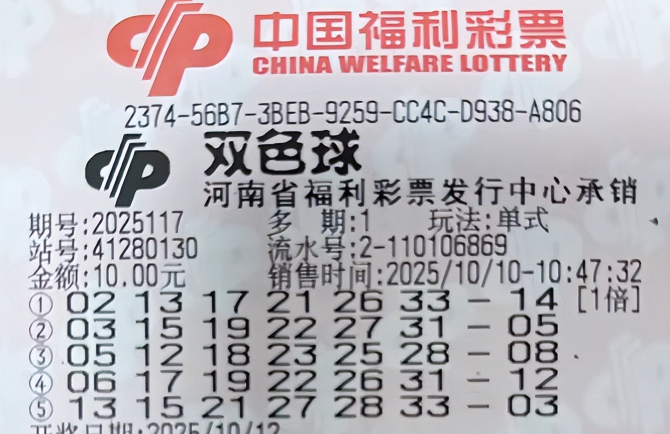 中国福利彩票
CHINA WELFARE LOTTERY
2374-56B7-3BEB-9259-CC4C-D938-A806
双色球
河南省福利彩票发行中心承销
期号:2025117 多 期:1 玩法:单式
站号:41280130 流水号:2-110106869
金额:10.00元 销售时间:2025/10/10-10:47:32
① 02 13 17 21 26 33 - 14 [1倍]
② 03 15 19 22 27 31 - 05
③ 05 12 18 23 25 28 - 08
④ 06 17 19 22 26 31 - 12
⑤ 13 15 21 27 28 33 - 03
开奖日期:2025/10/12